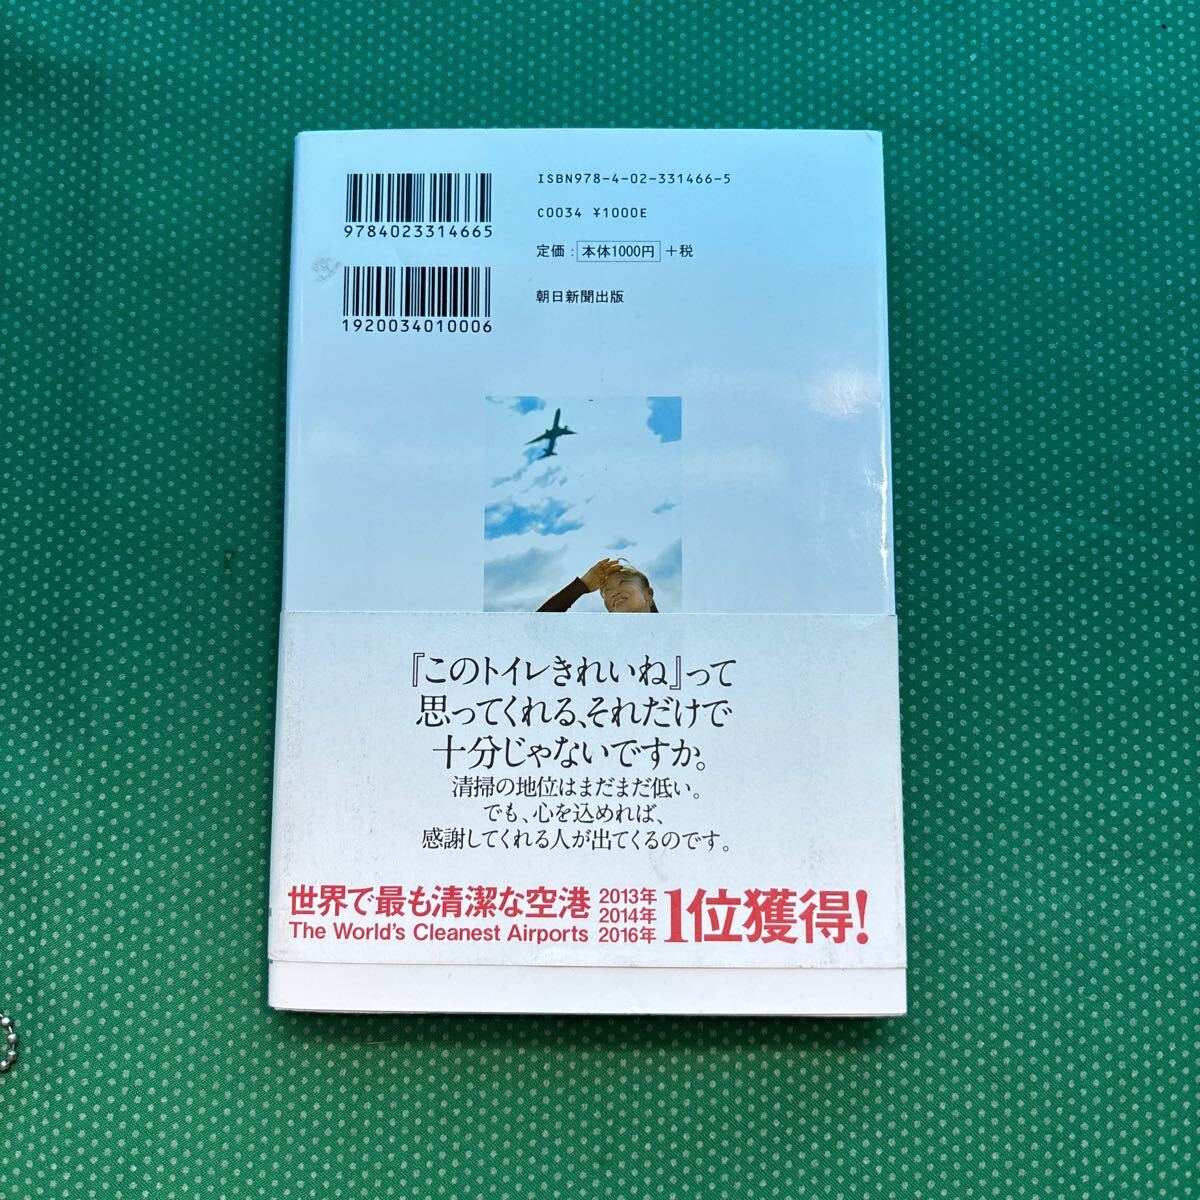 9784023314665
1920034010006
ISBN978-4-02-331466-5
C0034 ¥1000E
定価:本体1000円+税
朝日新聞出版
『このトイレきれいね』って
思ってくれる、それだけで
十分じゃないですか。
清掃の地位はまだまだ低い。
でも、心を込めれば、
感謝してくれる人が出てくるのです。
世界で最も清潔な空港
The World's Cleanest Airports
2013年
2014年
2016年
1位獲得!